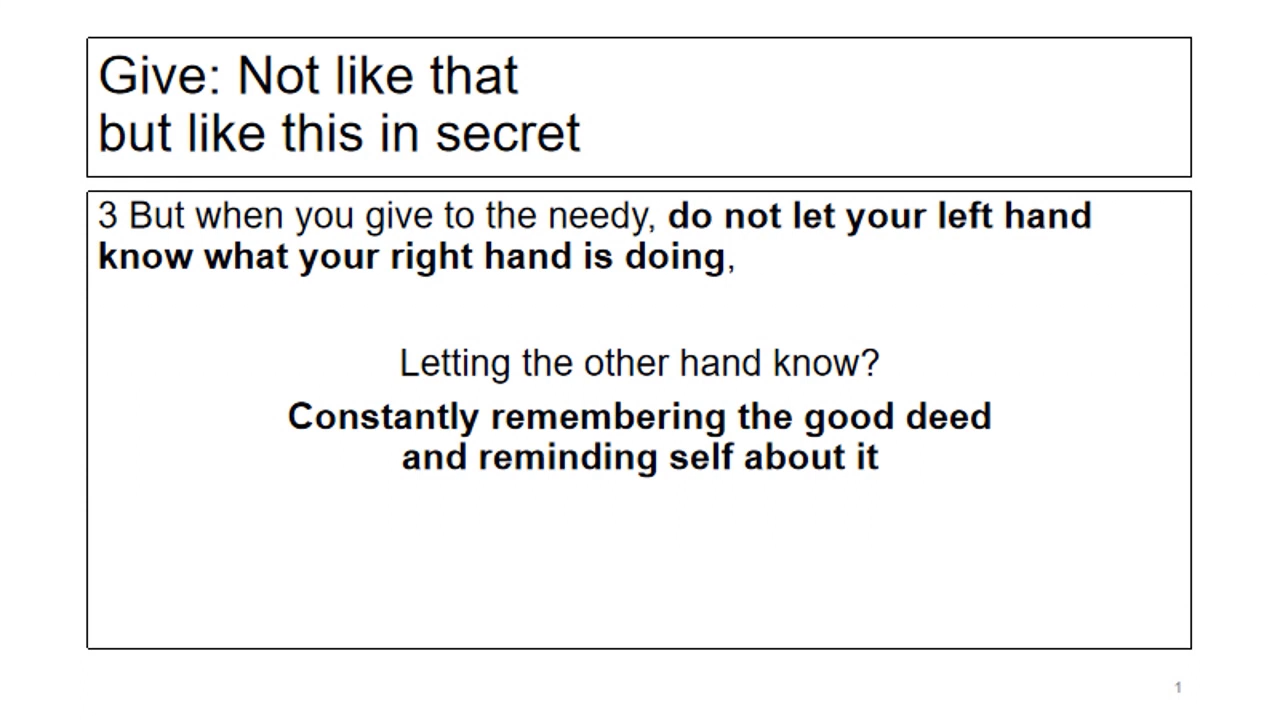 Give: Not like that
but like this in secret
3 But when you give to the needy, do not let your left hand
know what your right hand is doing,
Letting the other hand know?
Constantly remembering the good deed
and reminding self about it
1